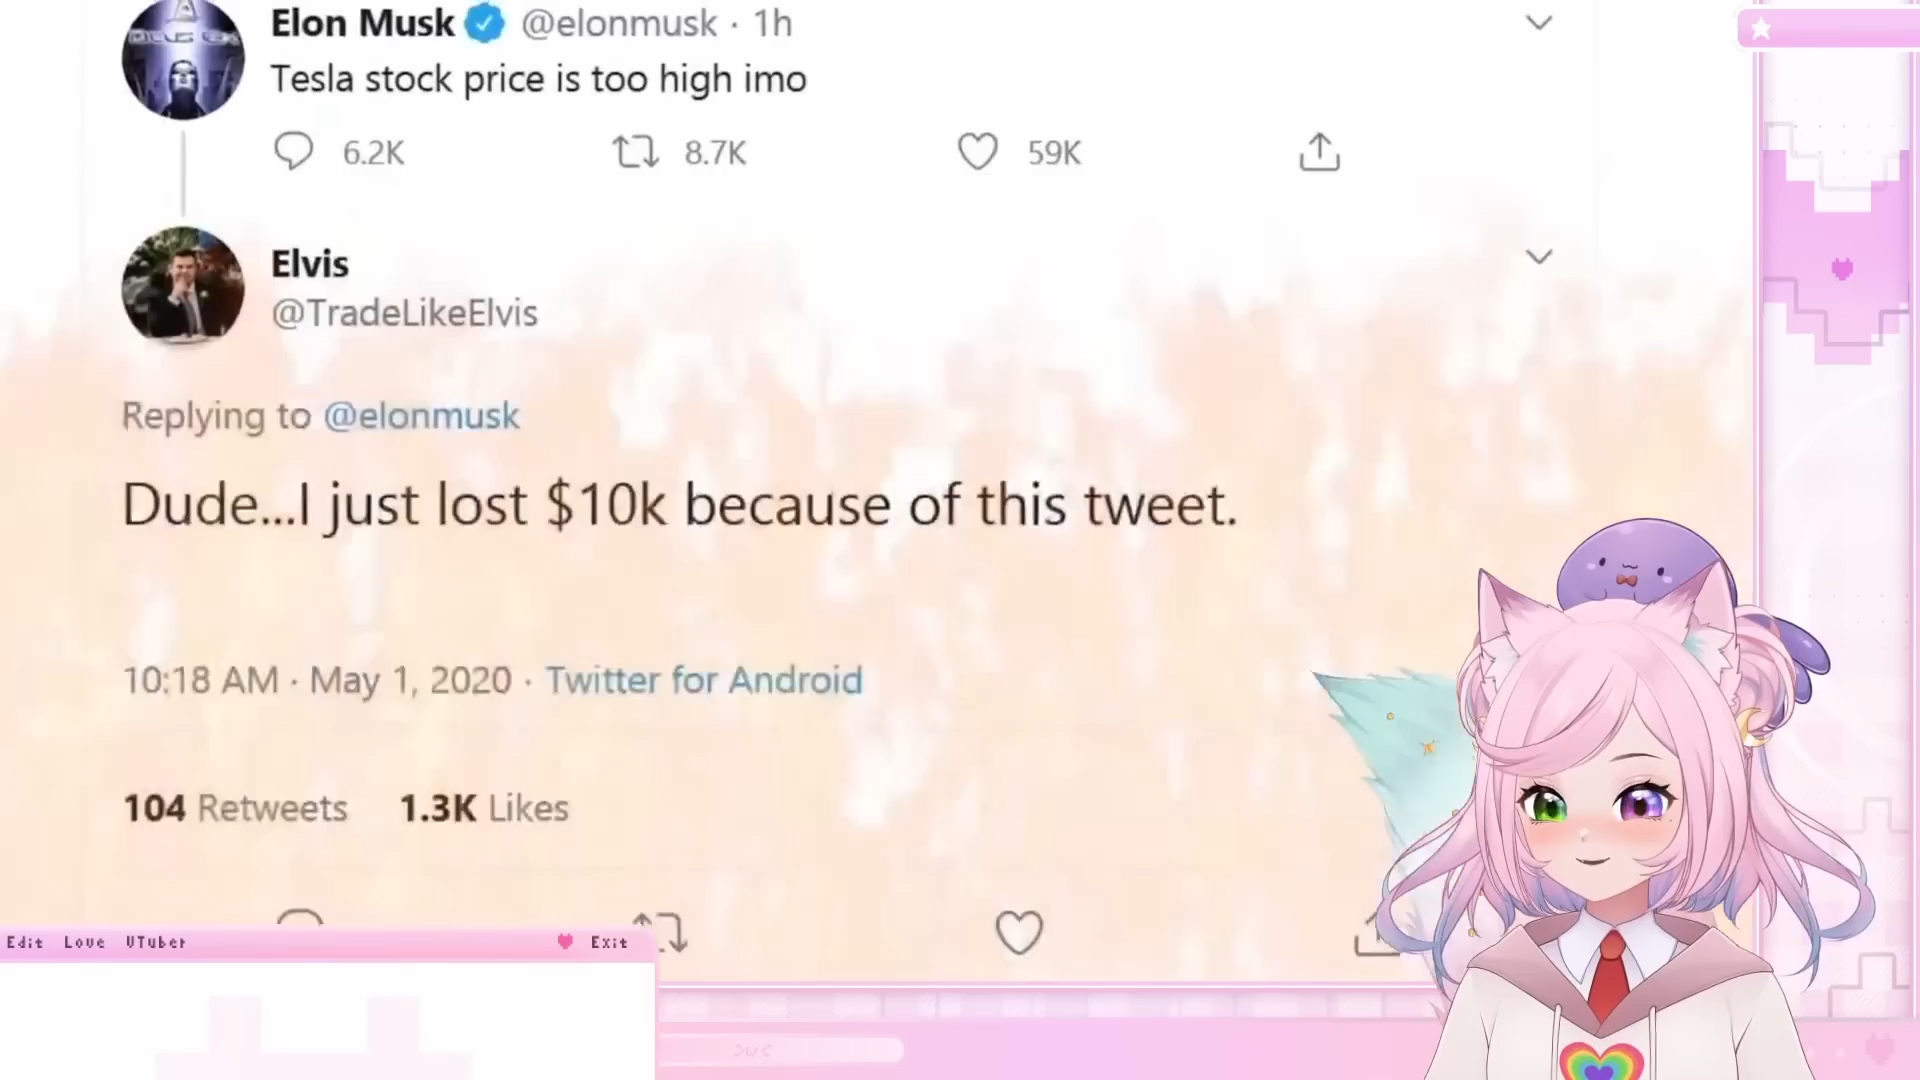 Elon Musk @elonmusk · 1h
Tesla stock price is too high imo
6.2K 8.7K 59K
Elvis
@TradeLikeElvis
Replying to @elonmusk
Dude...I just lost $10k because of this tweet.
10:18 AM · May 1, 2020 · Twitter for Android
104 Retweets 1.3K Likes
Edit Love VTuber Exit
>w<